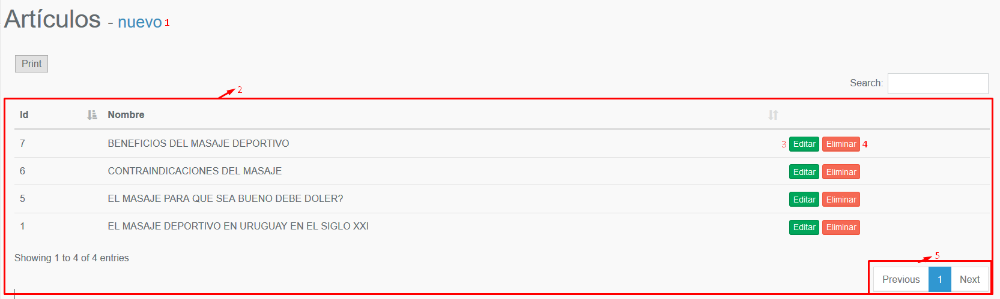 Artículos - nuevo 1
Print
Search:
2
Id Nombre
7 BENEFICIOS DEL MASAJE DEPORTIVO 3 Editar Eliminar 4
6 CONTRAINDICACIONES DEL MASAJE Editar Eliminar
5 EL MASAJE PARA QUE SEA BUENO DEBE DOLER? Editar Eliminar
1 EL MASAJE DEPORTIVO EN URUGUAY EN EL SIGLO XXI Editar Eliminar
Showing 1 to 4 of 4 entries
5
Previous 1 Next